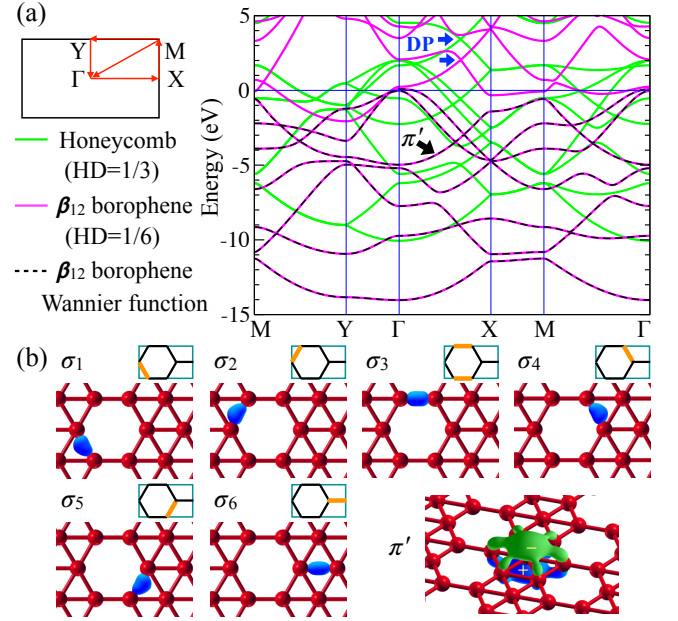 (a)
Y
M
Γ
X
Honeycomb
(HD=1/3)
β12 borophene
(HD=1/6)
β12 borophene
Wannier function
Energy (eV)
5
0
-5
-10
-15
DP
π′
M
Y
Γ
X
M
Γ
(b)
σ1
σ2
σ3
σ4
σ5
σ6
π′
−
+